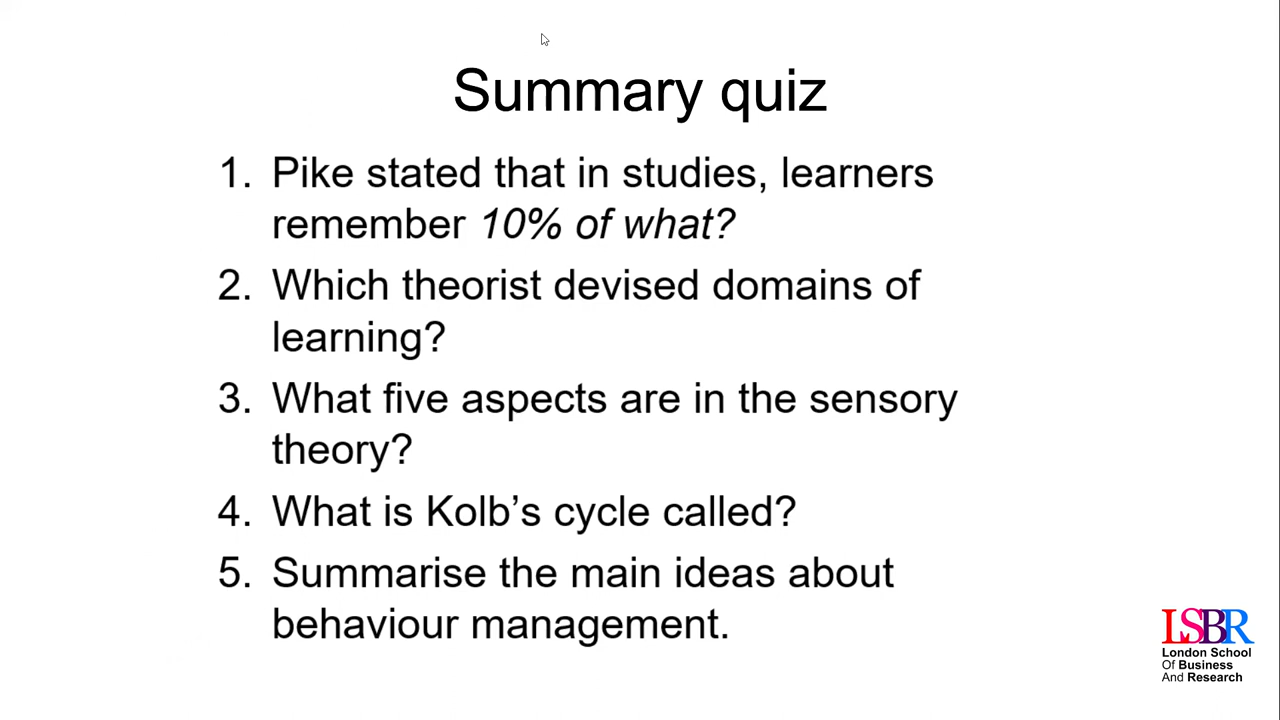 Summary quiz
1. Pike stated that in studies, learners
remember 10% of what?
2. Which theorist devised domains of
learning?
3. What five aspects are in the sensory
theory?
4. What is Kolb’s cycle called?
5. Summarise the main ideas about
behaviour management.
LSBR
London School
Of Business
And Research